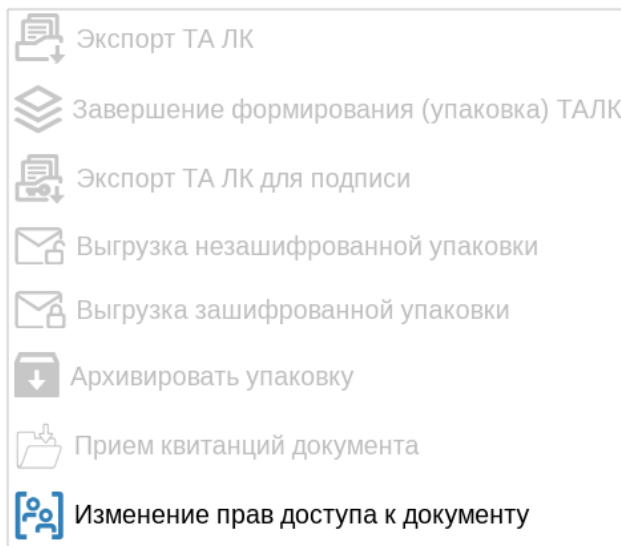 Экспорт ТА ЛК
Завершение формирования (упаковка) ТАЛК
Экспорт ТА ЛК для подписи
Выгрузка незашифрованной упаковки
Выгрузка зашифрованной упаковки
Архивировать упаковку
Прием квитанций документа
Изменение прав доступа к документу